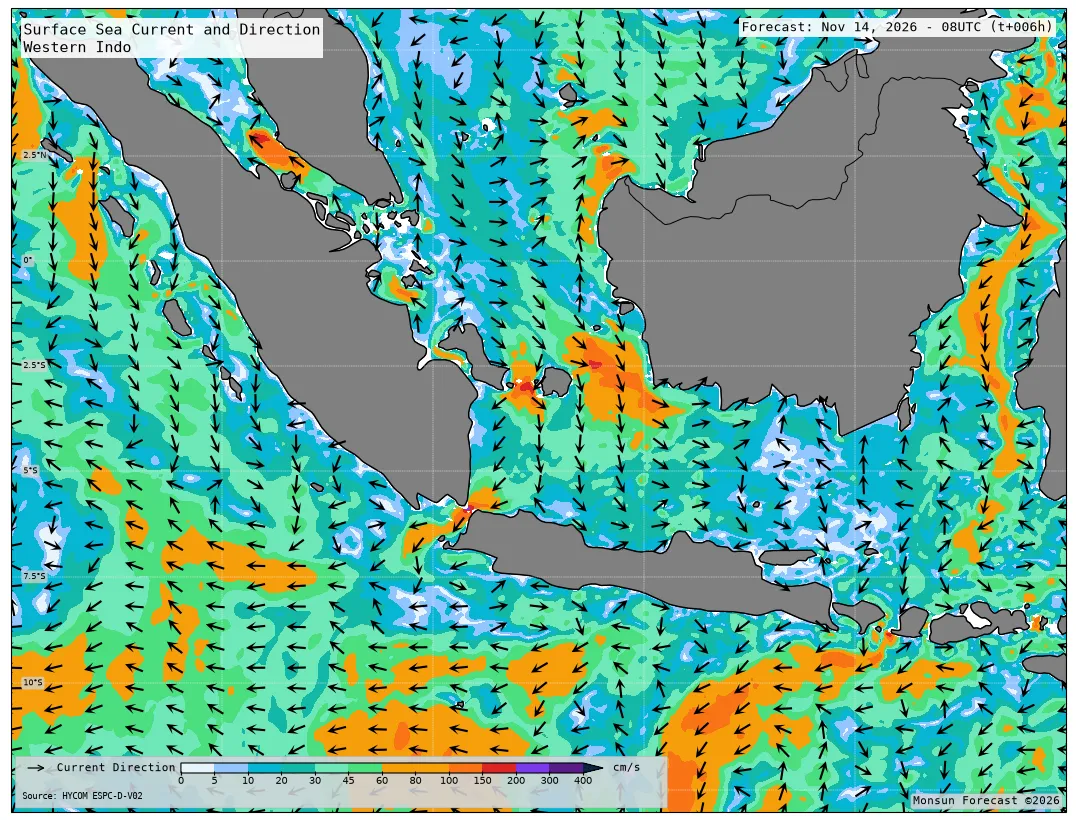 Surface Sea Current and Direction
Western Indo
Forecast: Nov 14, 2026 - 08UTC (t+006h)
2.5°N
0°
2.5°S
5°S
7.5°S
10°S
Current Direction
0 5 10 20 30 45 60 80 100 150 200 300 400
cm/s
Source: HYCOM ESPC-D-V02
Monsun Forecast ©2026